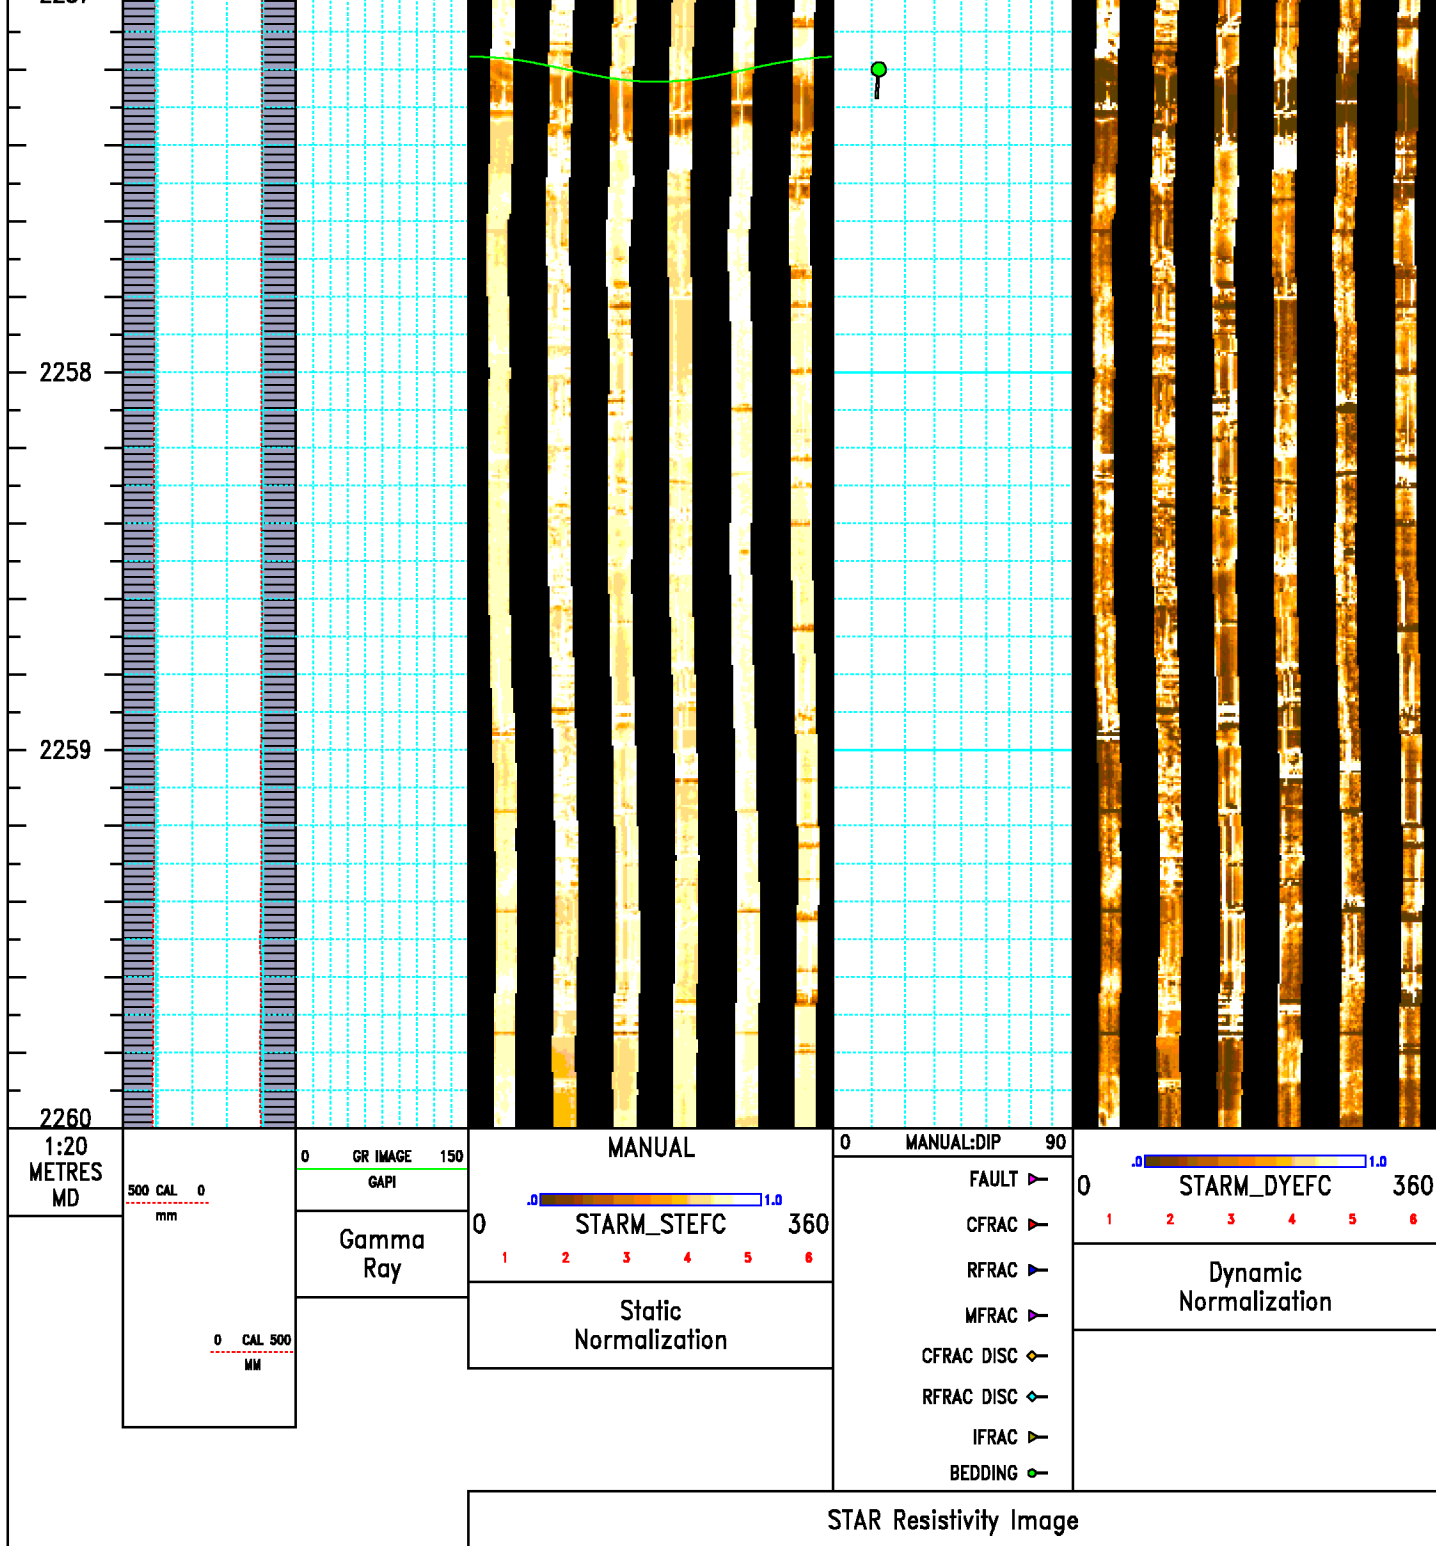 2257
2258
2259
2260
1:20
METRES
MD
500 CAL 0
mm
0 CAL 500
MM
0 GR IMAGE 150
GAPI
Gamma
Ray
MANUAL
.0 1.0
0 STARM_STEFC 360
1 2 3 4 5 6
Static
Normalization
0 MANUAL:DIP 90
FAULT
CFRAC
RFRAC
MFRAC
CFRAC DISC
RFRAC DISC
IFRAC
BEDDING
.0 1.0
0 STARM_DYEFC 360
1 2 3 4 5 6
Dynamic
Normalization
STAR Resistivity Image